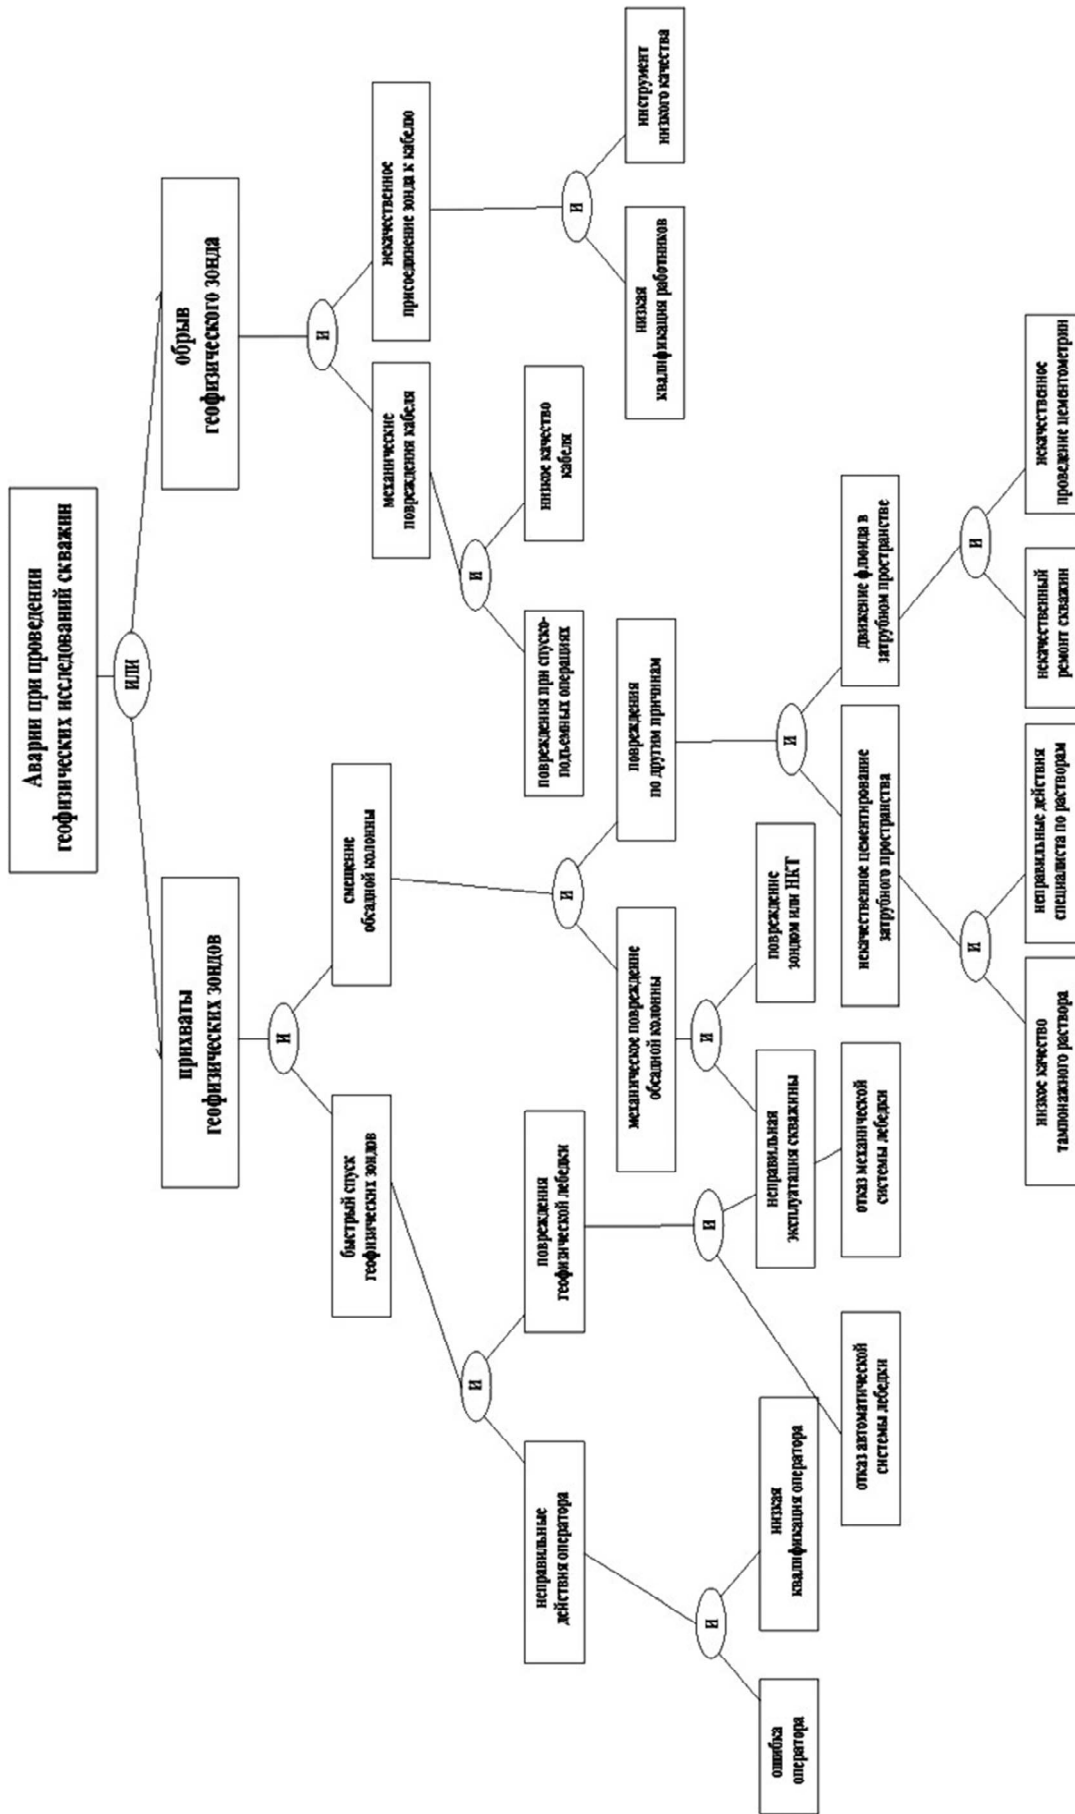 Аварии при проведении
геофизических исследований скважин
ИЛИ
прихваты
геофизических зондов
обрыв
геофизического зонда
И
И
быстрый спуск
геофизических зондов
смещение
обсадной колонны
механические
повреждения кабеля
некачественное
присоединение зонда к кабелю
И
И
И
И
неправильные
действия оператора
повреждения
геофизической лебедки
механическое повреждение
обсадной колонны
повреждения
по другим причинам
повреждения при спуско-
подъемных операциях
низкое качество
кабеля
низкая
квалификация работников
инструмент
низкого качества
И
И
И
И
ошибка
оператора
низкая
квалификация оператора
неправильная
эксплуатация скважины
повреждение
зондом или НКТ
отказ автоматической
системы лебедки
отказ механической
системы лебедки
некачественное цементирование
затрубного пространства
движение флюида в
затрубном пространстве
И
И
низкое качество
тампонажного раствора
неправильные действия
специалиста по растворам
некачественный
ремонт скважин
некачественное
проведение цементометрии